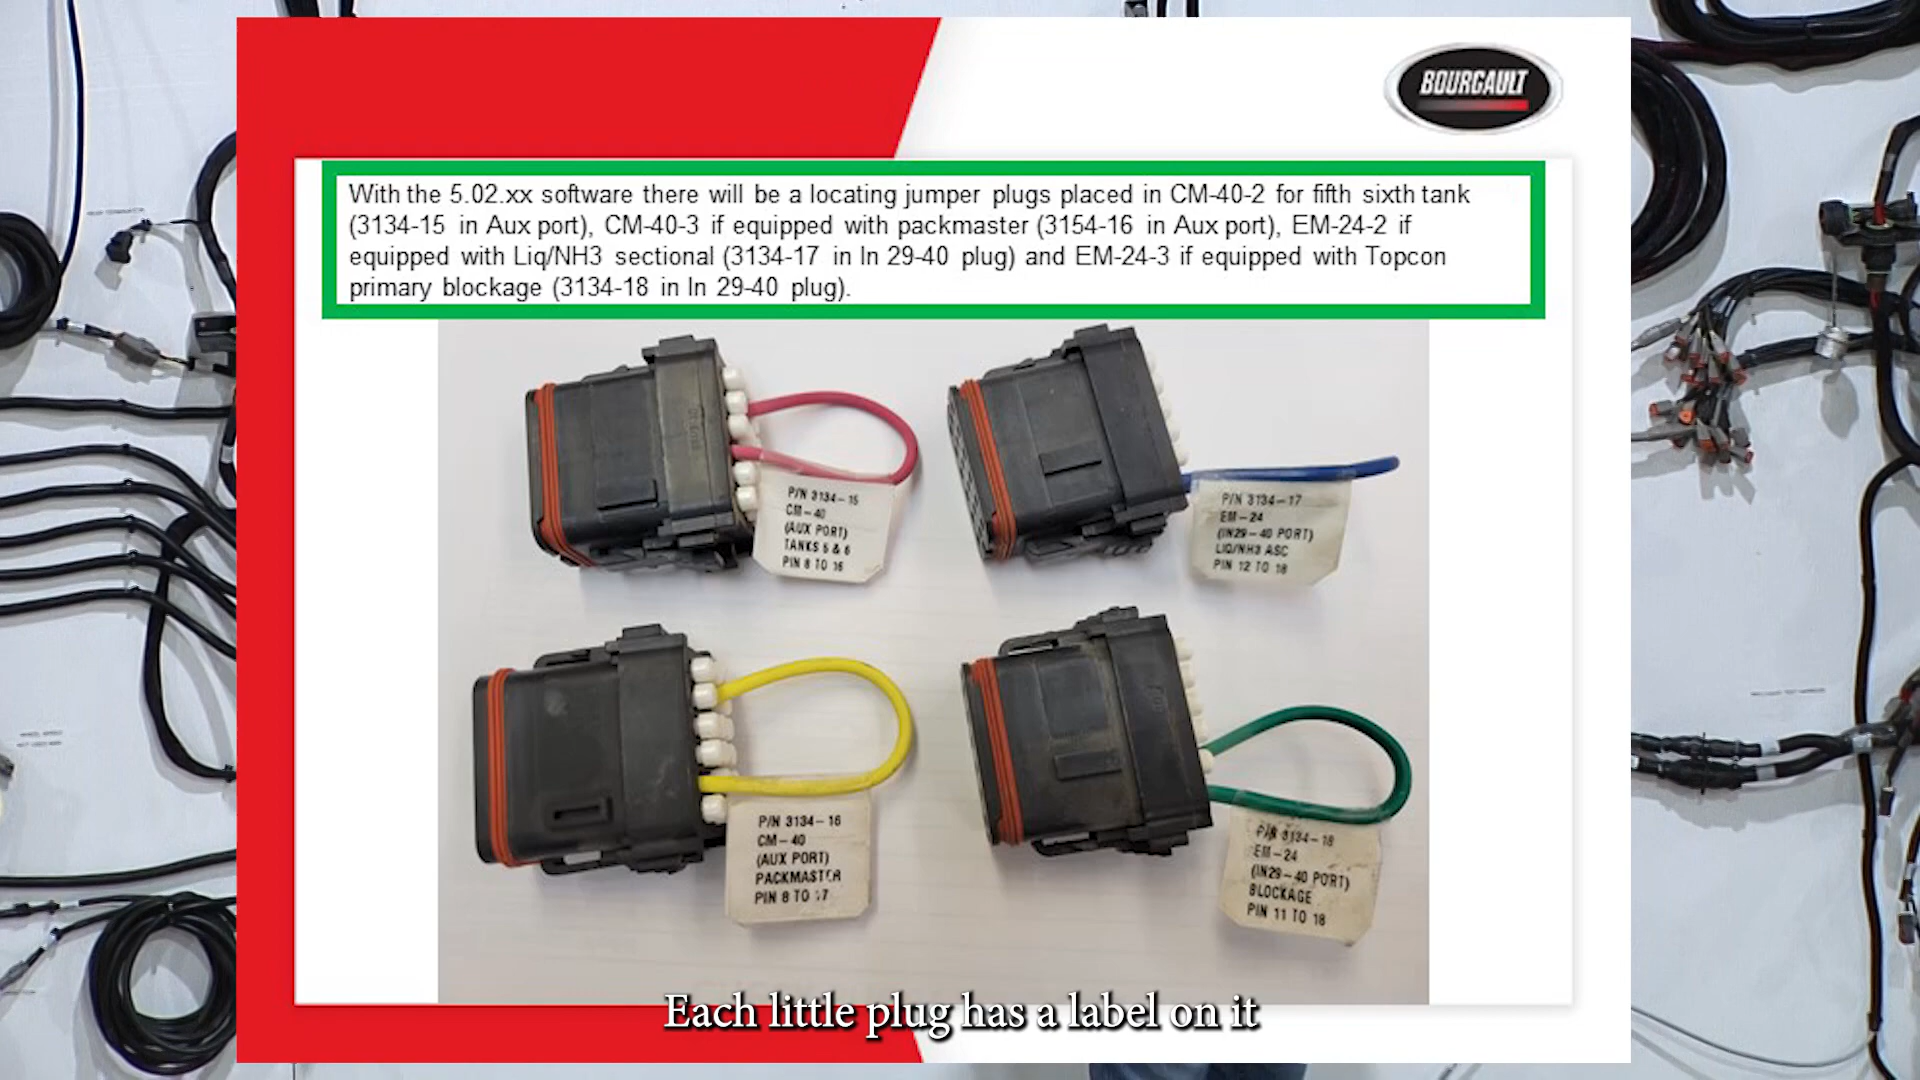 BOURGAULT
With the 5.02.xx software there will be a locating jumper plugs placed in CM-40-2 for fifth sixth tank
(3134-15 in Aux port), CM-40-3 if equipped with packmaster (3154-16 in Aux port), EM-24-2 if
equipped with Liq/NH3 sectional (3134-17 in In 29-40 plug) and EM-24-3 if equipped with Topcon
primary blockage (3134-18 in In 29-40 plug).
P/N 3134-15
CM-40
(AUX PORT)
TANKS 5 & 6
PIN 8 TO 16
P/N 3134-17
EM-24
(IN29-40 PORT)
LIQ/NH3 ASC
PIN 12 TO 18
P/N 3134-16
CM-40
(AUX PORT)
PACKMASTER
PIN 8 TO 17
P/N 3134-18
EM-24
(IN29-40 PORT)
BLOCKAGE
PIN 11 TO 18
Each little plug has a label on it